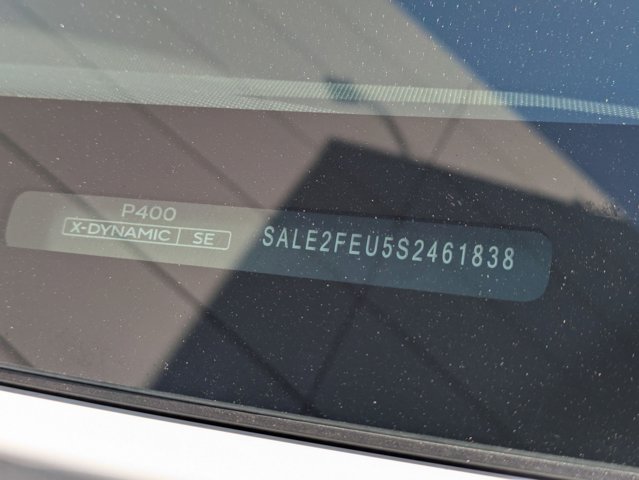 P400
X-DYNAMIC SE
SALE2FEU5S2461838